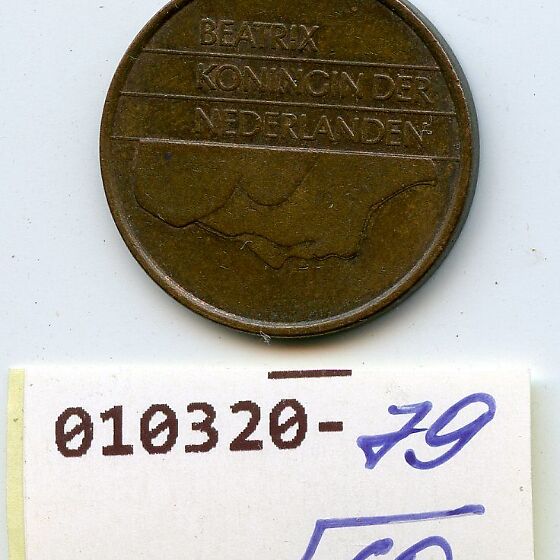 BEATRIX
KONINGIN DER
NEDERLANDEN
010320-79